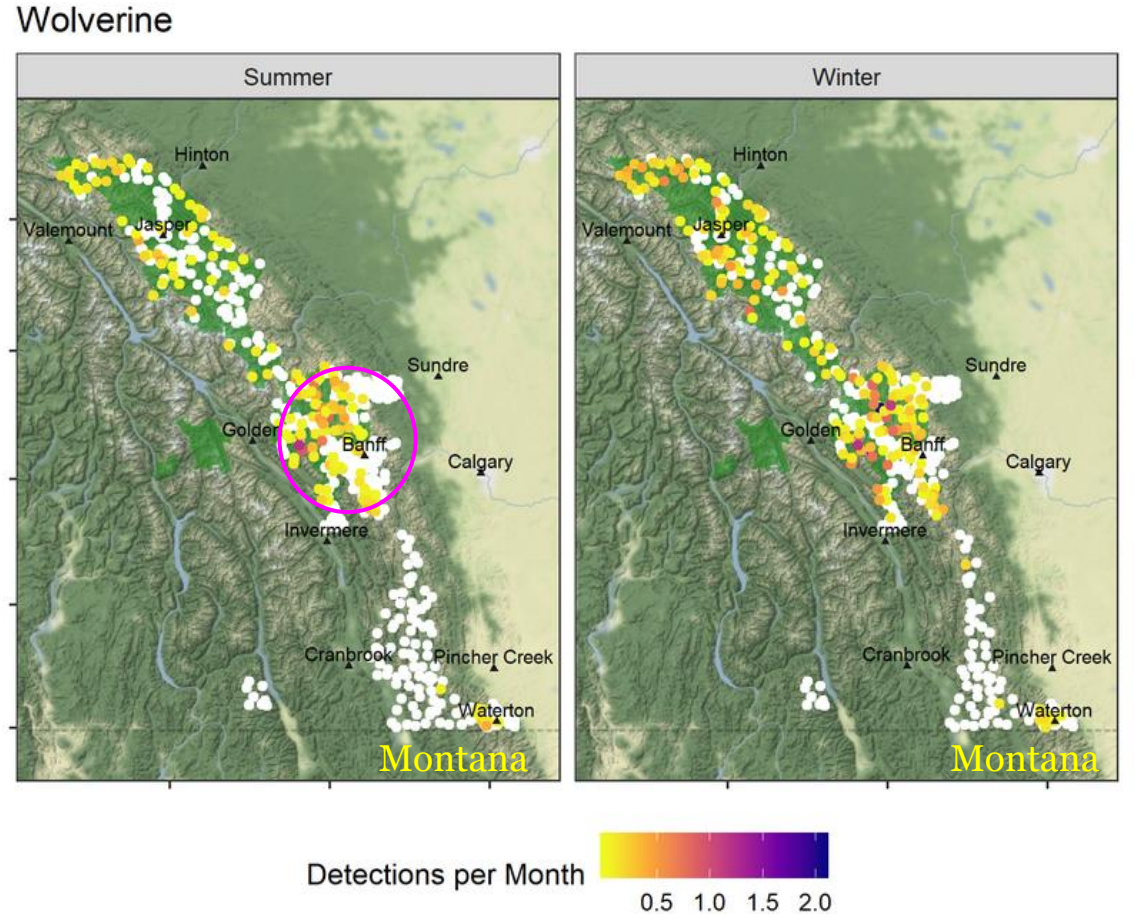 Wolverine
Summer
Winter
Hinton
Valemount
Jasper
Sundre
Golden
Banff
Calgary
Invermere
Cranbrook
Pincher Creek
Waterton
Montana
Hinton
Valemount
Jasper
Sundre
Golden
Banff
Calgary
Invermere
Cranbrook
Pincher Creek
Waterton
Montana
Detections per Month
0.5 1.0 1.5 2.0